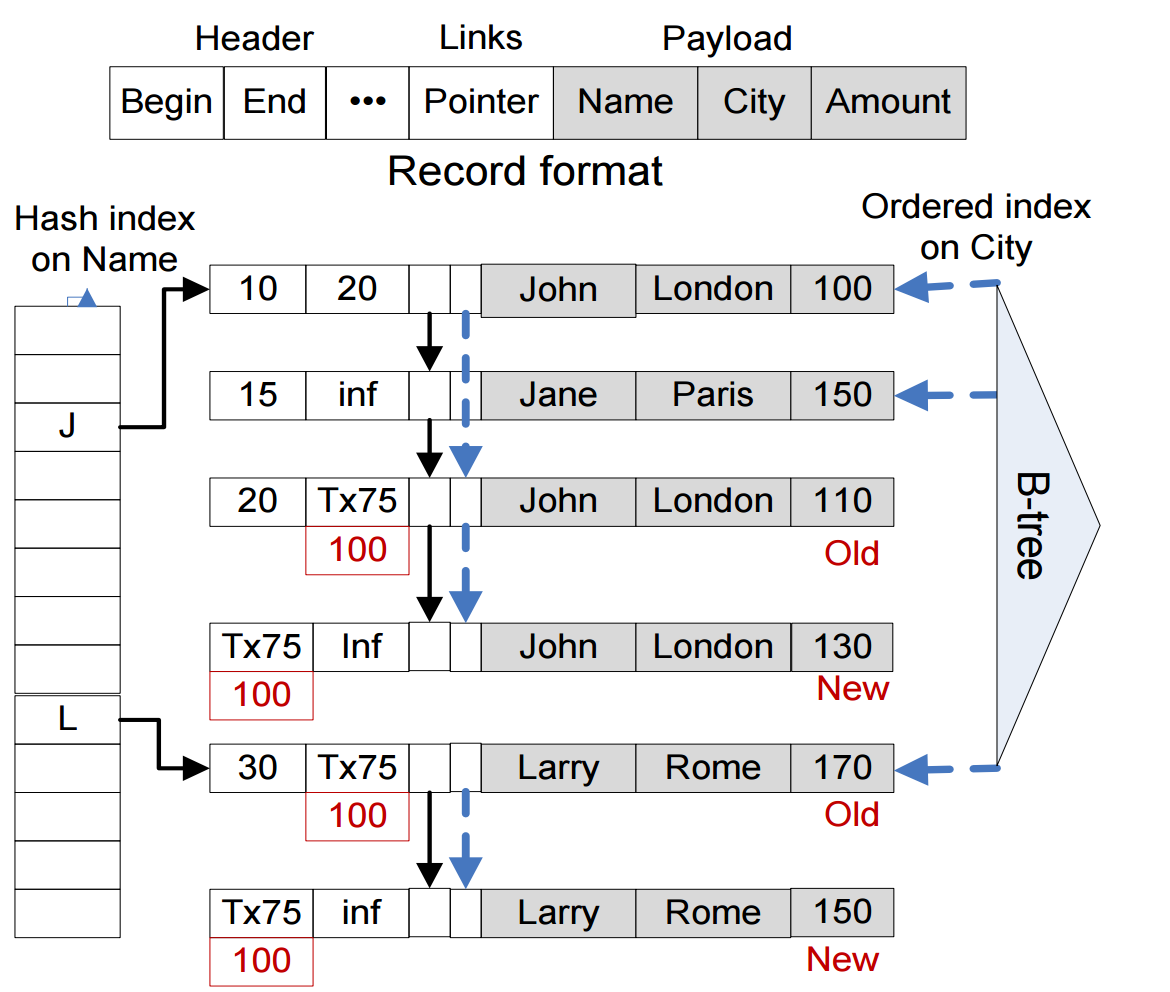 Header Links Payload
Begin End ••• Pointer Name City Amount
Record format
Hash index
on Name
Ordered index
on City
10 20 John London 100
15 inf Jane Paris 150
J
20 Tx75 John London 110
100 Old
B-tree
Tx75 Inf John London 130
100 New
L
30 Tx75 Larry Rome 170
100 Old
Tx75 inf Larry Rome 150
100 New